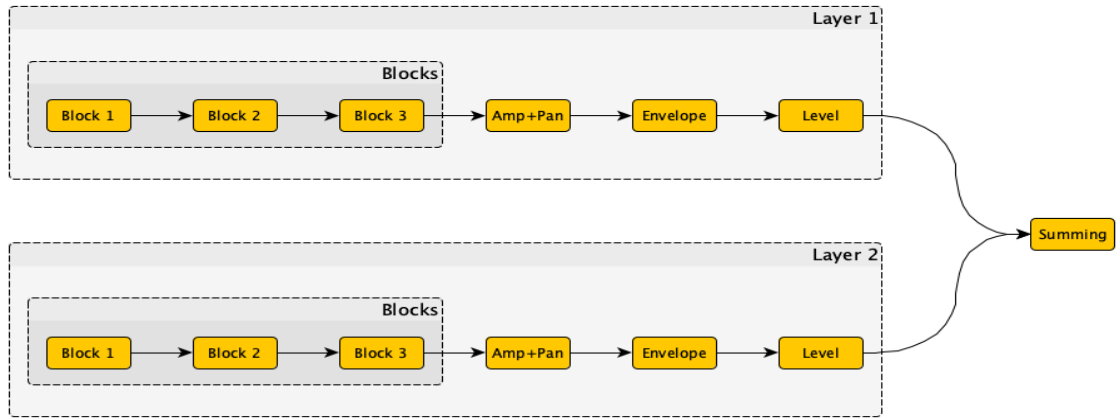 Layer 1
Blocks
Block 1 Block 2 Block 3 Amp+Pan Envelope Level
Summing
Layer 2
Blocks
Block 1 Block 2 Block 3 Amp+Pan Envelope Level